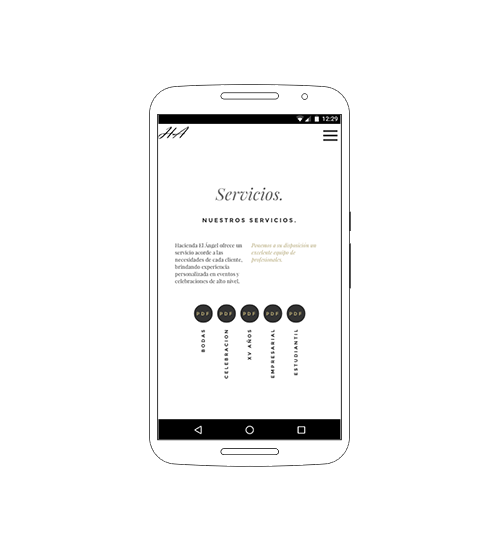 12:29
HA
Servicios.
NUESTROS SERVICIOS.
Hacienda El Ángel ofrece un
servicio acorde a las
necesidades de cada cliente,
brindando experiencia
personalizada en eventos y
celebraciones de alto nivel.
Ponemos a su disposición un
excelente equipo de
profesionales.
PDF PDF PDF PDF PDF
BODAS
CELEBRACION
XV AÑOS
EMPRESARIAL
ESTUDIANTIL